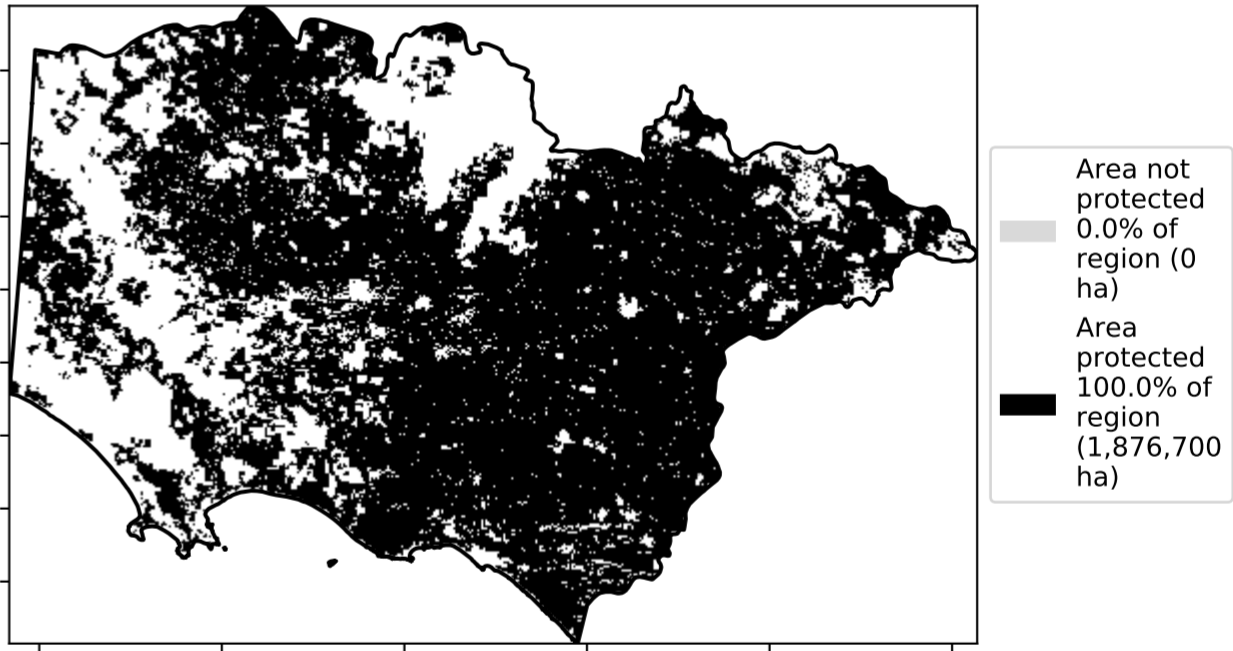 Area not
protected
0.0% of
region (0
ha)
Area
protected
100.0% of
region
(1,876,700
ha)